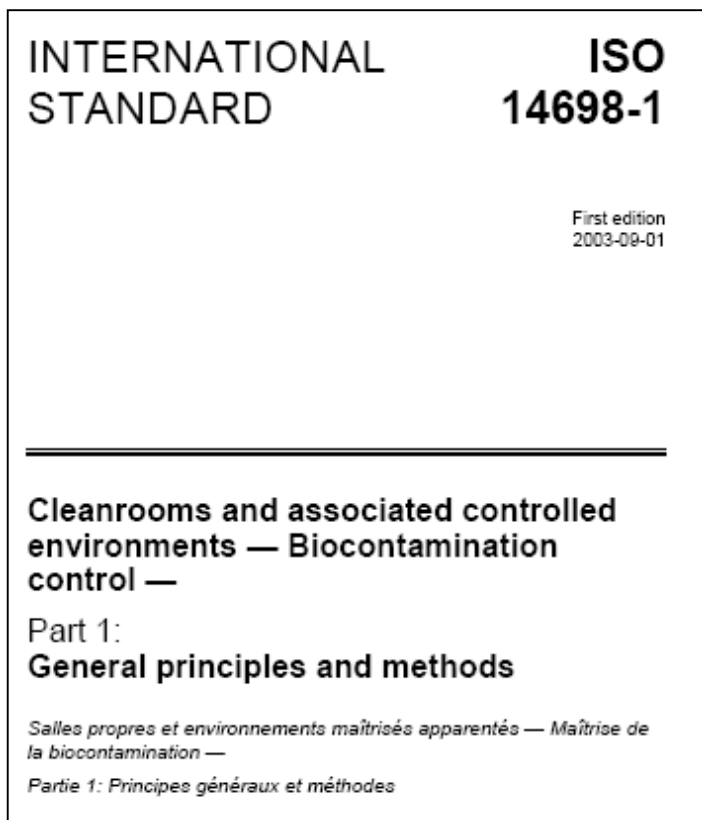 INTERNATIONAL STANDARD
ISO 14698-1
First edition
2003-09-01
Cleanrooms and associated controlled
environments — Biocontamination
control —
Part 1:
General principles and methods
Salles propres et environnements maîtrisés apparentés — Maîtrise de
la biocontamination —
Partie 1: Principes généraux et méthodes